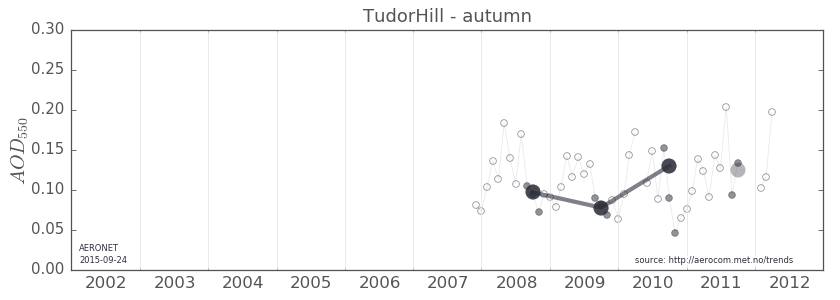 TudorHill - autumn
0.30
0.25
0.20
0.15
0.10
0.05
0.00
AOD550
AERONET
2015-09-24
source: http://aerocom.met.no/trends
2002 2003 2004 2005 2006 2007 2008 2009 2010 2011 2012